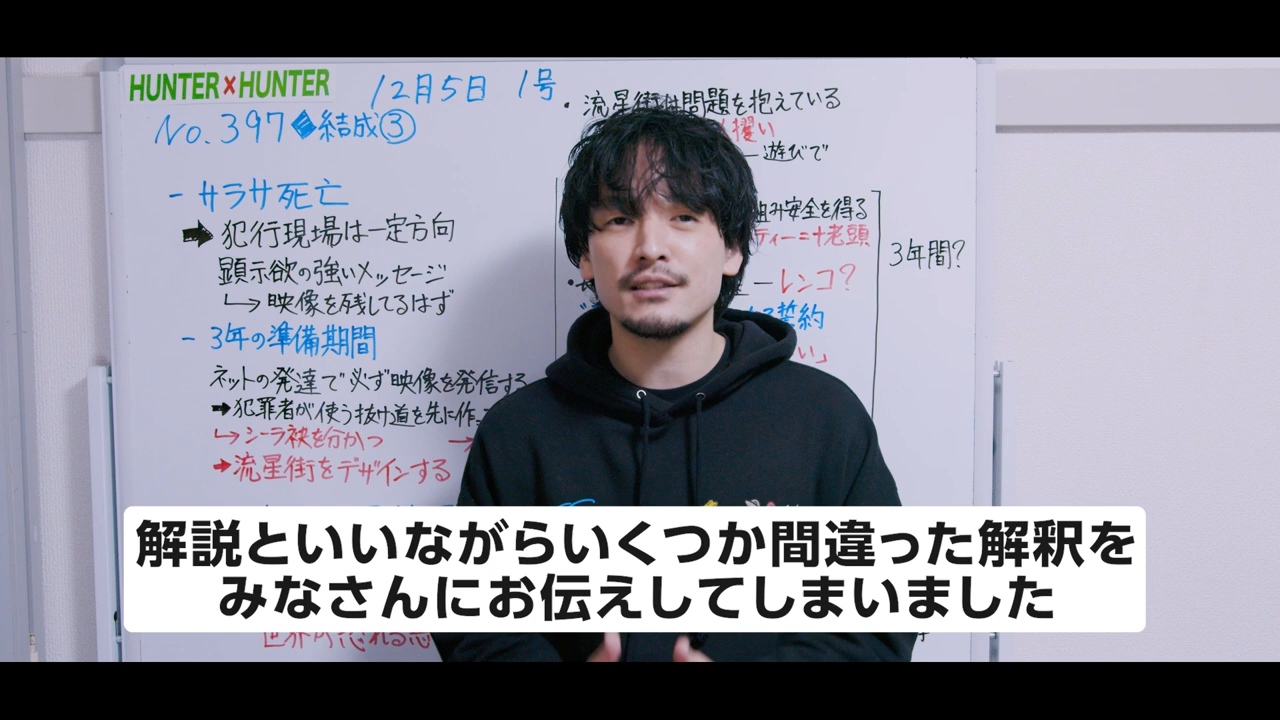 HUNTER×HUNTER
12月5日 1号
No.397◆結成③
- サラサ死亡
➡犯行現場は一定方向
顕示欲の強いメッセージ
↳映像を残してるはず
- 3年の準備期間
ネットの発達で必ず映像を発信する
➡犯罪者が使う抜け道を先に作っ
↳シーラ袂を分かつ
➡流星街をデザインする
・流星街は問題を抱えている
攫い
遊びで
組み安全を得る
ティーニャ老頭
3年間?
ーレンコ?
る誓約
い」
解説といいながらいくつか間違った解釈を
みなさんにお伝えしてしまいました